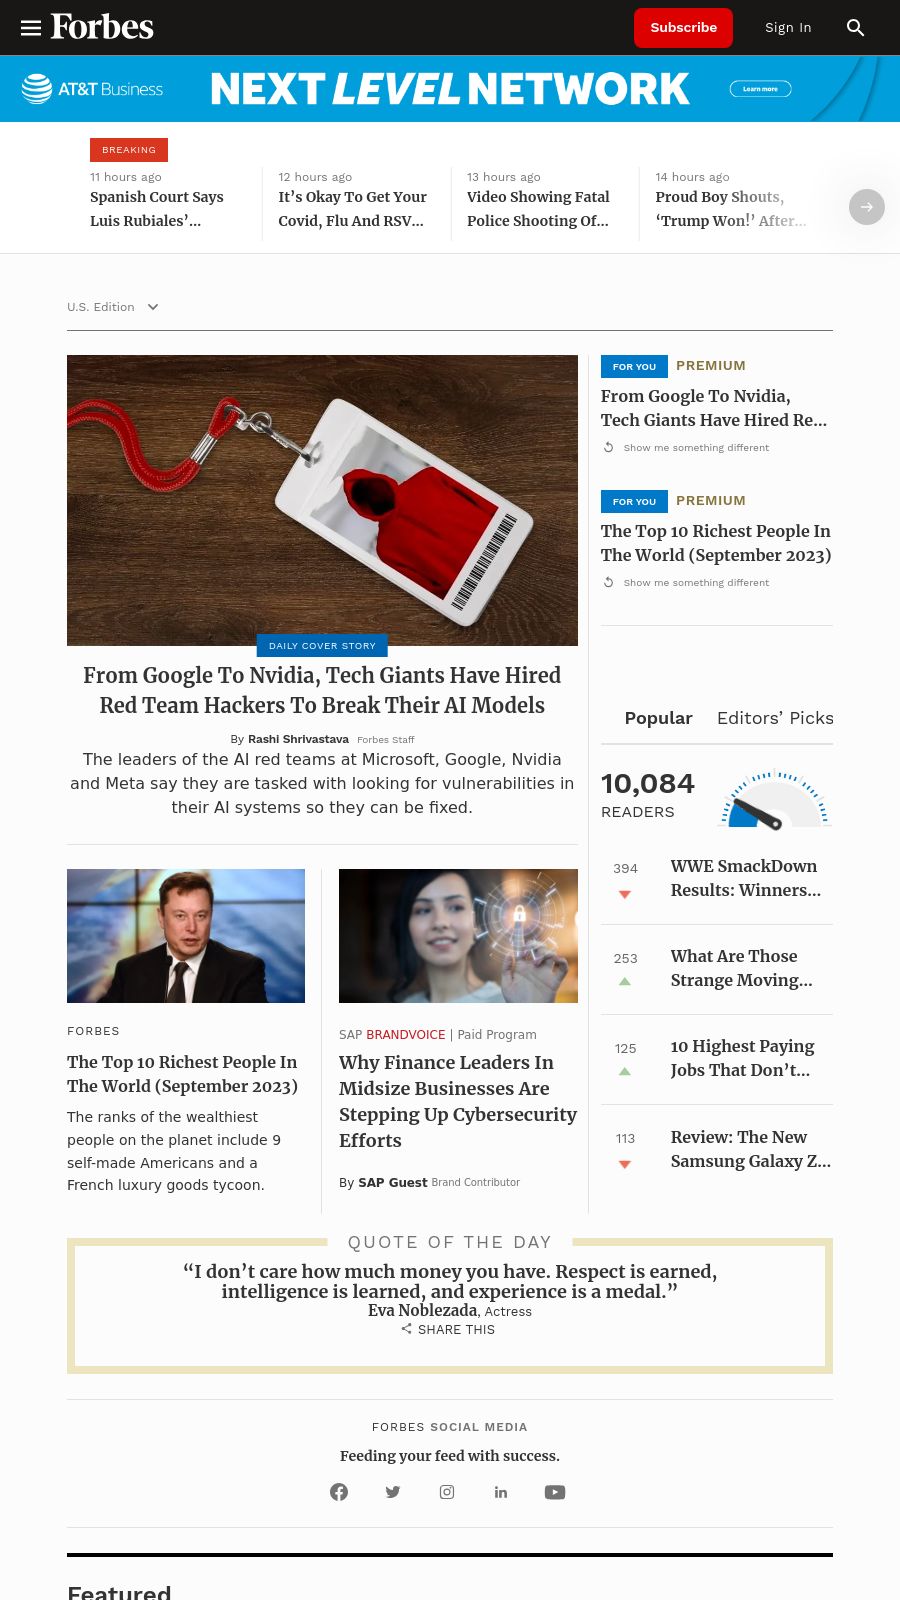 Forbes
Subscribe
Sign In
AT&T Business
NEXT LEVEL NETWORK
Learn more
BREAKING
11 hours ago
Spanish Court Says
Luis Rubiales’...
12 hours ago
It’s Okay To Get Your
Covid, Flu And RSV...
13 hours ago
Video Showing Fatal
Police Shooting Of...
14 hours ago
Proud Boy Shouts,
‘Trump Won!’ After...
U.S. Edition
DAILY COVER STORY
From Google To Nvidia, Tech Giants Have Hired
Red Team Hackers To Break Their AI Models
By Rashi Shrivastava Forbes Staff
The leaders of the AI red teams at Microsoft, Google, Nvidia
and Meta say they are tasked with looking for vulnerabilities in
their AI systems so they can be fixed.
FORBES
The Top 10 Richest People In
The World (September 2023)
The ranks of the wealthiest
people on the planet include 9
self-made Americans and a
French luxury goods tycoon.
SAP BRANDVOICE | Paid Program
Why Finance Leaders In
Midsize Businesses Are
Stepping Up Cybersecurity
Efforts
By SAP Guest Brand Contributor
FOR YOU PREMIUM
From Google To Nvidia,
Tech Giants Have Hired Re...
Show me something different
FOR YOU PREMIUM
The Top 10 Richest People In
The World (September 2023)
Show me something different
Popular
Editors’ Picks
10,084
READERS
394
WWE SmackDown
Results: Winners...
253
What Are Those
Strange Moving...
125
10 Highest Paying
Jobs That Don’t...
113
Review: The New
Samsung Galaxy Z...
QUOTE OF THE DAY
“I don’t care how much money you have. Respect is earned,
intelligence is learned, and experience is a medal.”
Eva Noblezada, Actress
SHARE THIS
FORBES SOCIAL MEDIA
Feeding your feed with success.
Featured